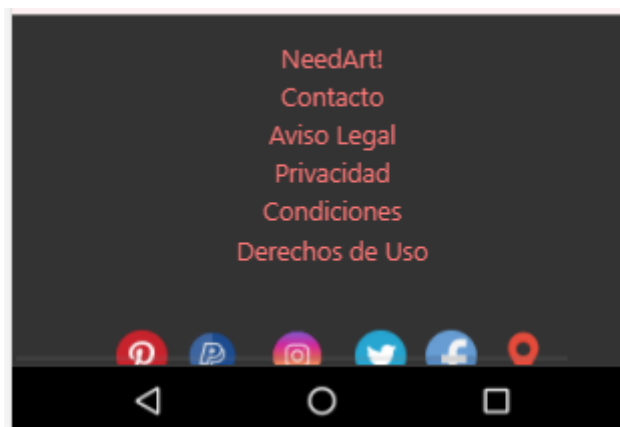 NeedArt!
Contacto
Aviso Legal
Privacidad
Condiciones
Derechos de Uso